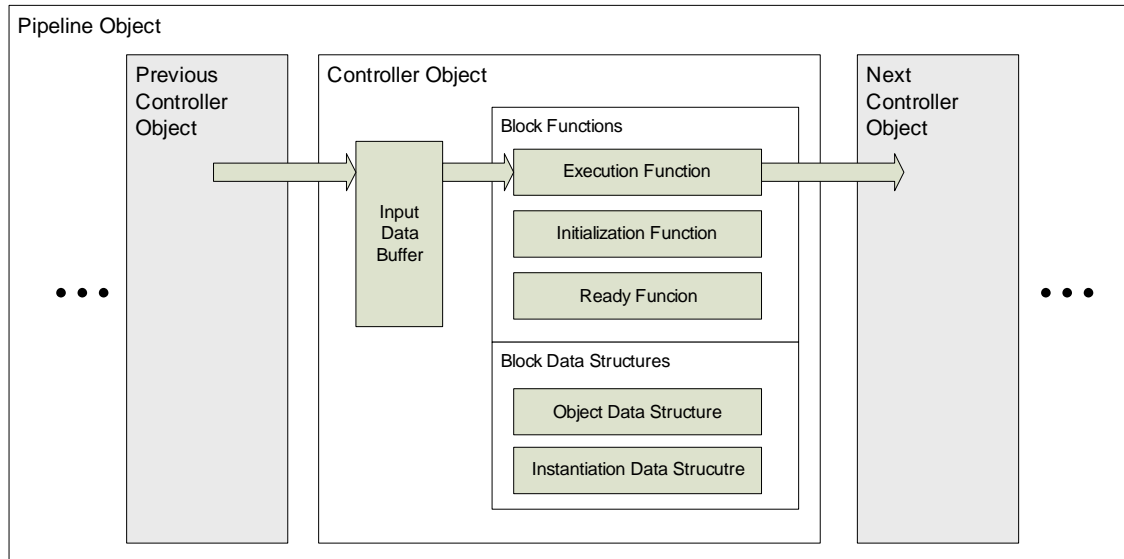 Pipeline Object
Previous
Controller
Object
Controller Object
Input
Data
Buffer
Block Functions
Execution Function
Initialization Function
Ready Funcion
Block Data Structures
Object Data Structure
Instantiation Data Strucutre
Next
Controller
Object